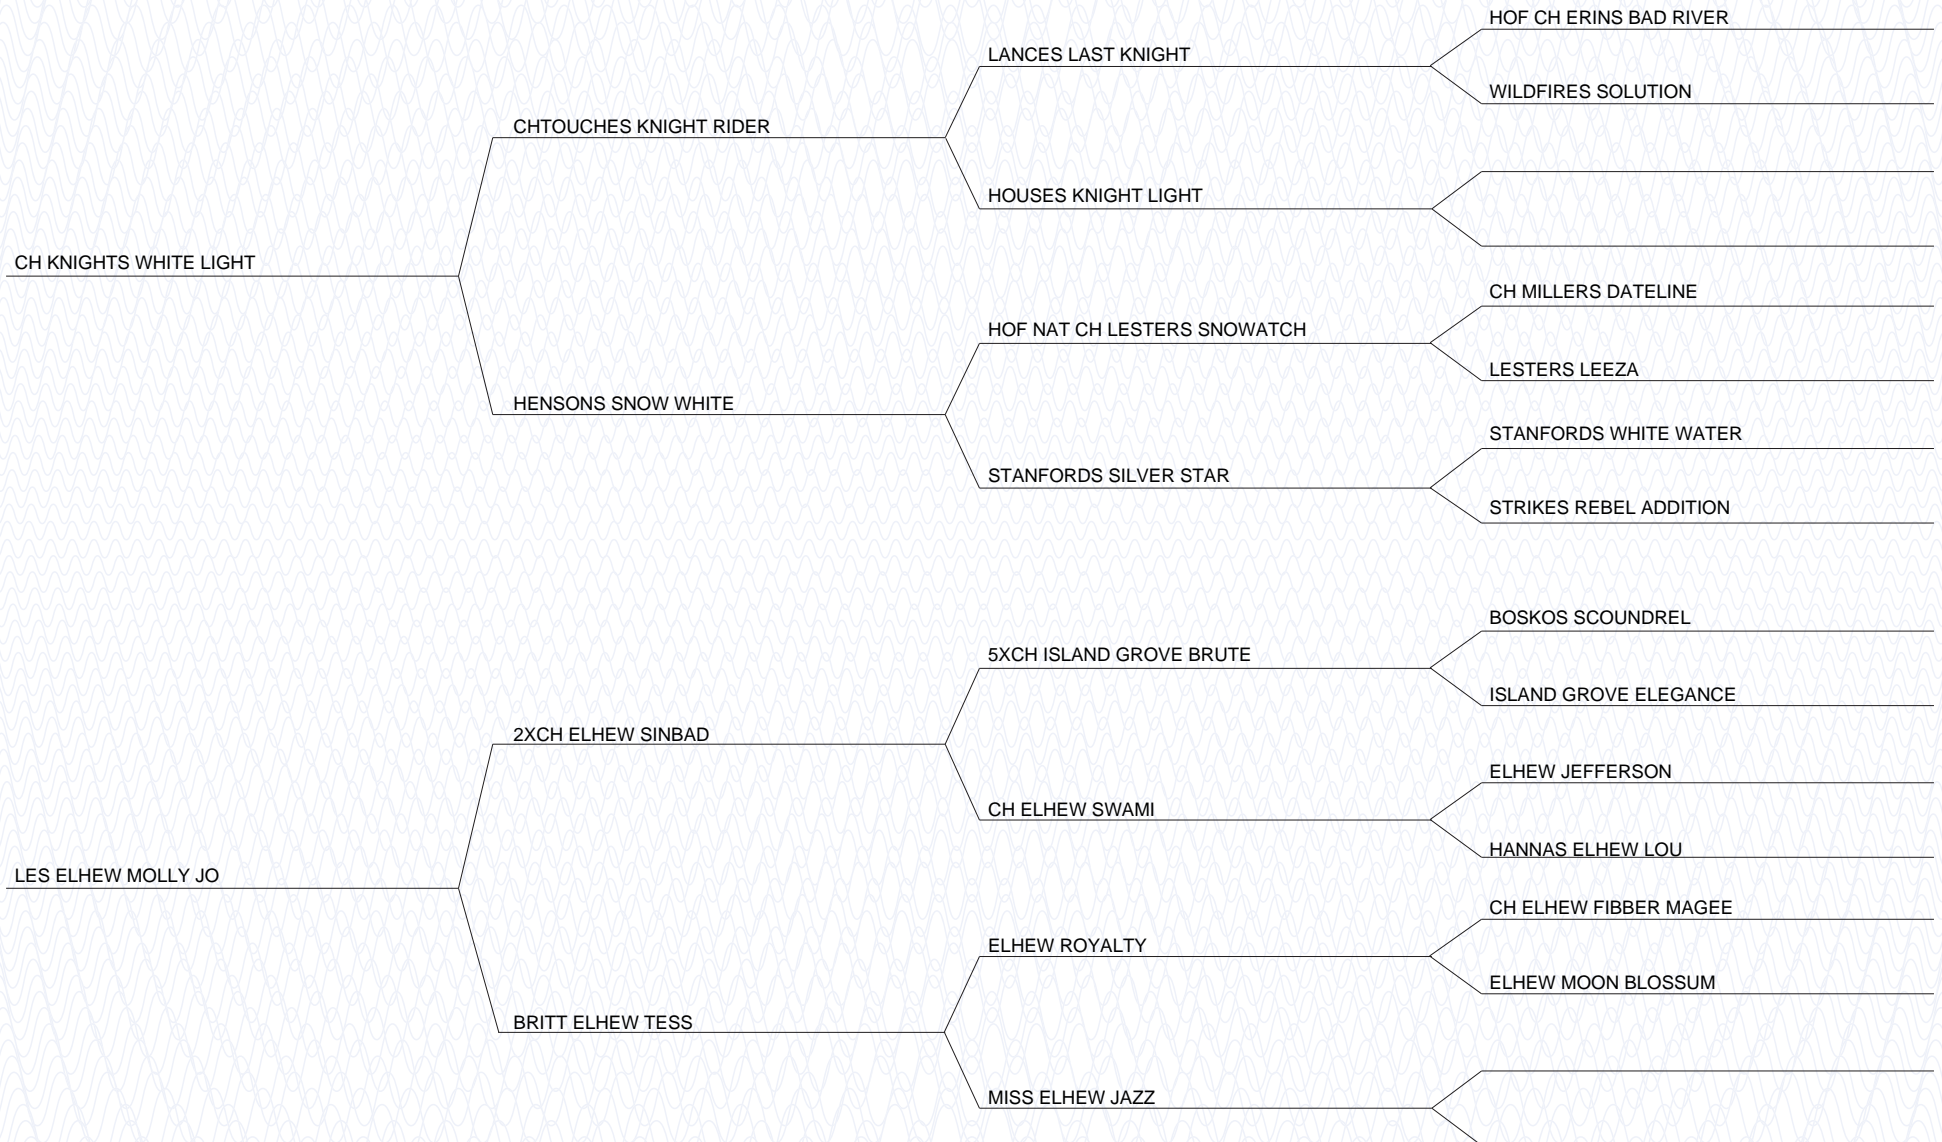 HOF CH ERINS BAD RIVER
LANCES LAST KNIGHT
WILDFIRES SOLUTION
CHTOUCHES KNIGHT RIDER
HOUSES KNIGHT LIGHT
CH KNIGHTS WHITE LIGHT
CH MILLERS DATELINE
HOF NAT CH LESTERS SNOWATCH
LESTERS LEEZA
HENSONS SNOW WHITE
STANFORDS WHITE WATER
STANFORDS SILVER STAR
STRIKES REBEL ADDITION
BOSKOS SCOUNDREL
5XCH ISLAND GROVE BRUTE
ISLAND GROVE ELEGANCE
2XCH ELHEW SINBAD
ELHEW JEFFERSON
CH ELHEW SWAMI
HANNAS ELHEW LOU
LES ELHEW MOLLY JO
CH ELHEW FIBBER MAGEE
ELHEW ROYALTY
ELHEW MOON BLOSSUM
BRITT ELHEW TESS
MISS ELHEW JAZZ